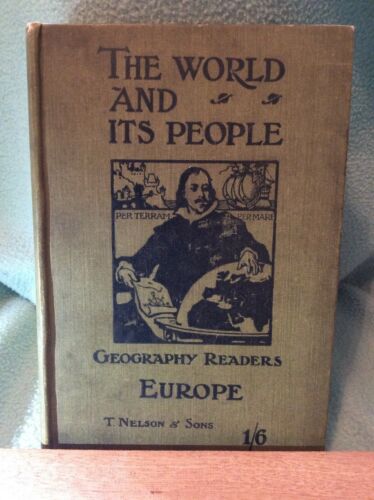 THE WORLD
AND
ITS PEOPLE
PER TERRAM PER MARE
GEOGRAPHY READERS
EUROPE
T. NELSON & SONS 1/6